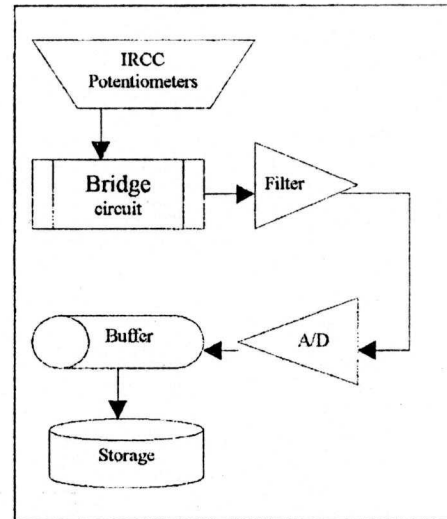 IRCC
Potentiometers
Bridge
circuit
Filter
Buffer
A/D
Storage